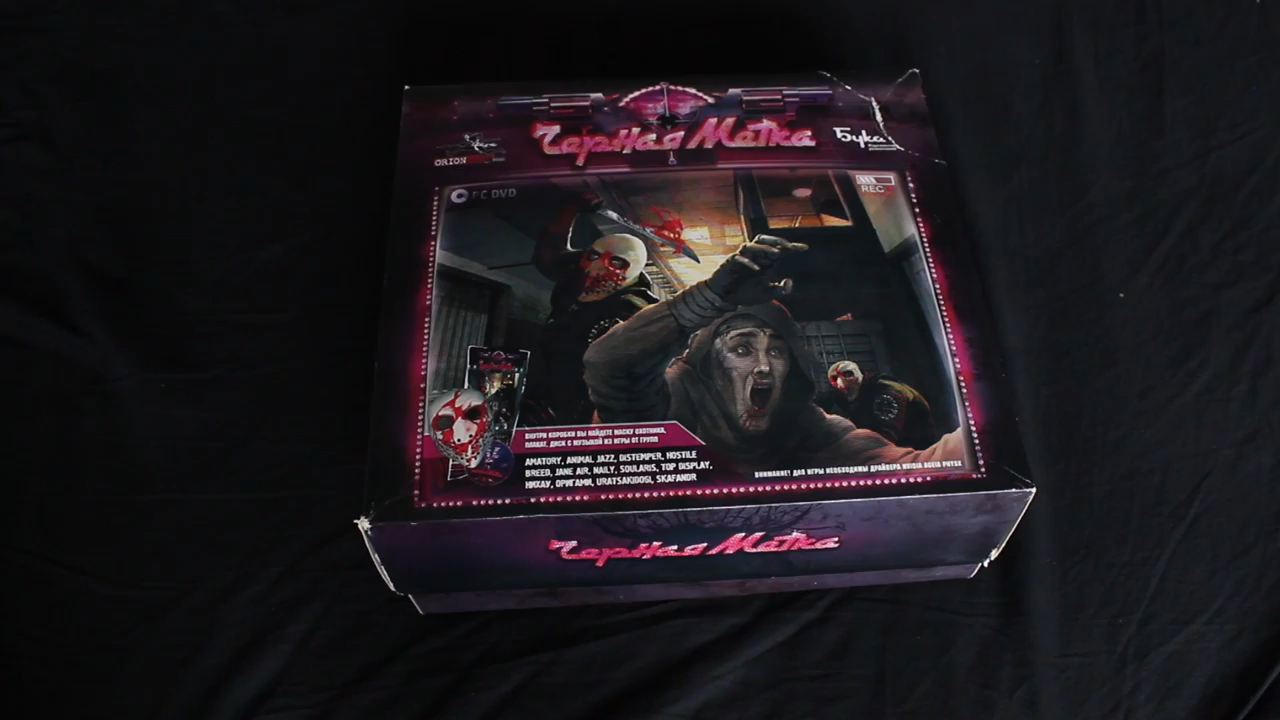 Черная Метка
Бука
ORION
PC DVD
REC
ВНУТРИ КОРОБКИ ВЫ НАЙДЕТЕ МАСКУ ОХОТНИКА,
ПЛАКАТ, ДИСК С МУЗЫКОЙ ИЗ ИГРЫ ОТ ГРУПП
AMATORY, ANIMAL JAZZ, DISTEMPER, HOSTILE
BREED, JANE AIR, NAILY, SOULARIS, TOP DISPLAY,
НИХАУ, ОРИГАМИ, URATSAKIDOGI, SKAFANDR
ВНИМАНИЕ! ДЛЯ ИГРЫ НЕОБХОДИМЫ ДРАЙВЕРА NVIDIA AGEIA PHYSX
Черная Метка